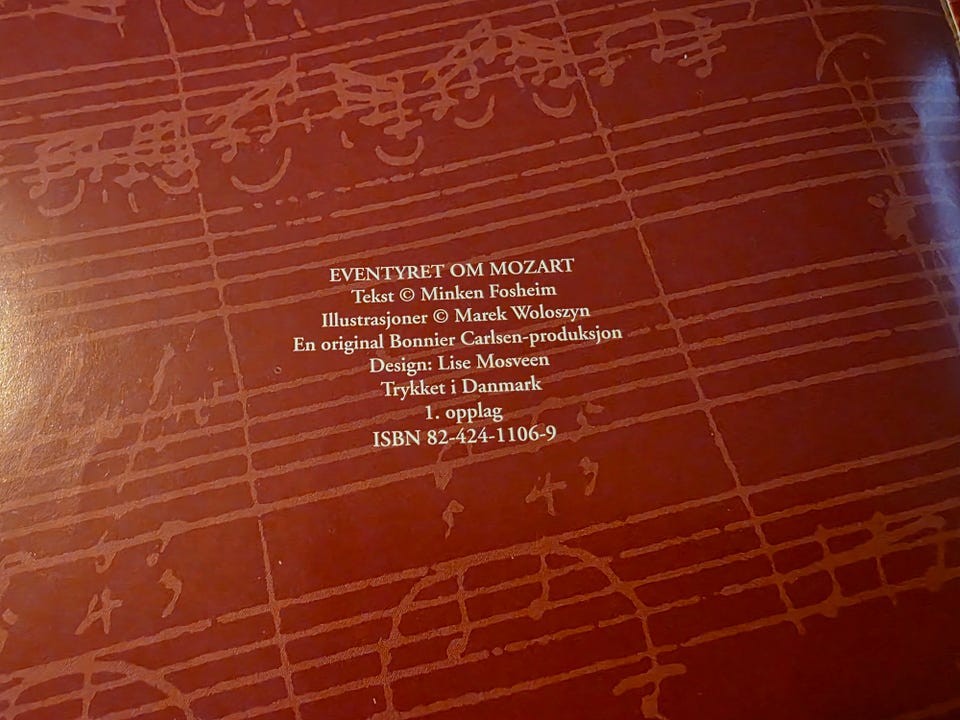 EVENTYRET OM MOZART
Tekst © Minken Fosheim
Illustrasjoner © Marek Woloszyn
En original Bonnier Carlsen-produksjon
Design: Lise Mosveen
Trykket i Danmark
1. opplag
ISBN 82-424-1106-9